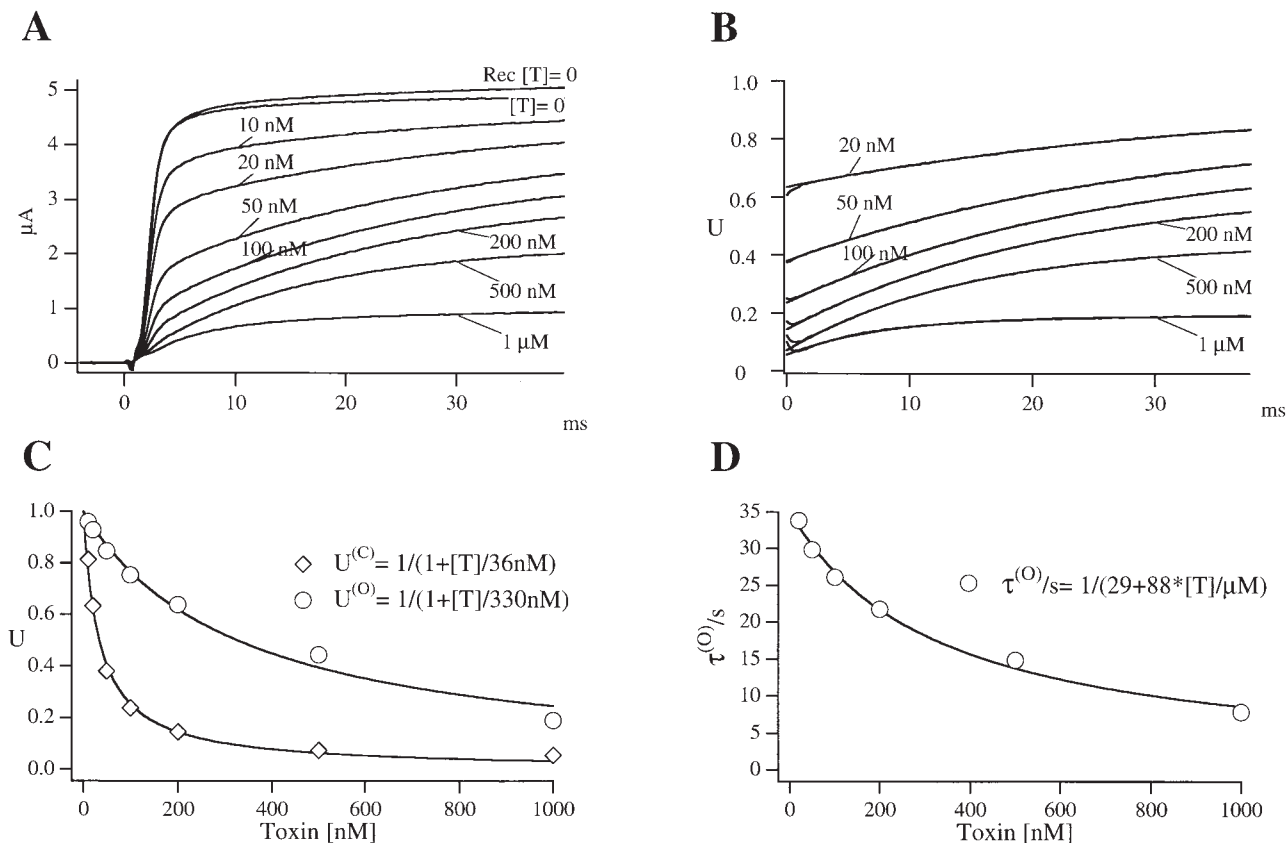 A
5
4
3
2
1
0
μA
Rec [T]= 0
[T]= 0
10 nM
20 nM
50 nM
100 nM
200 nM
500 nM
1 μM
0
10
20
30
ms
B
1.0
0.8
0.6
0.4
0.2
0
U
20 nM
50 nM
100 nM
200 nM
500 nM
1 μM
0
10
20
30
ms
C
1.0
0.8
0.6
0.4
0.2
0.0
U
U(C)= 1/(1+[T]/36nM)
U(O)= 1/(1+[T]/330nM)
0
200
400
600
800
1000
Toxin [nM]
D
35
30
25
20
15
10
5
0
τ(O)/s
τ(O)/s= 1/(29+88*[T]/μM)
0
200
400
600
800
1000
Toxin [nM]